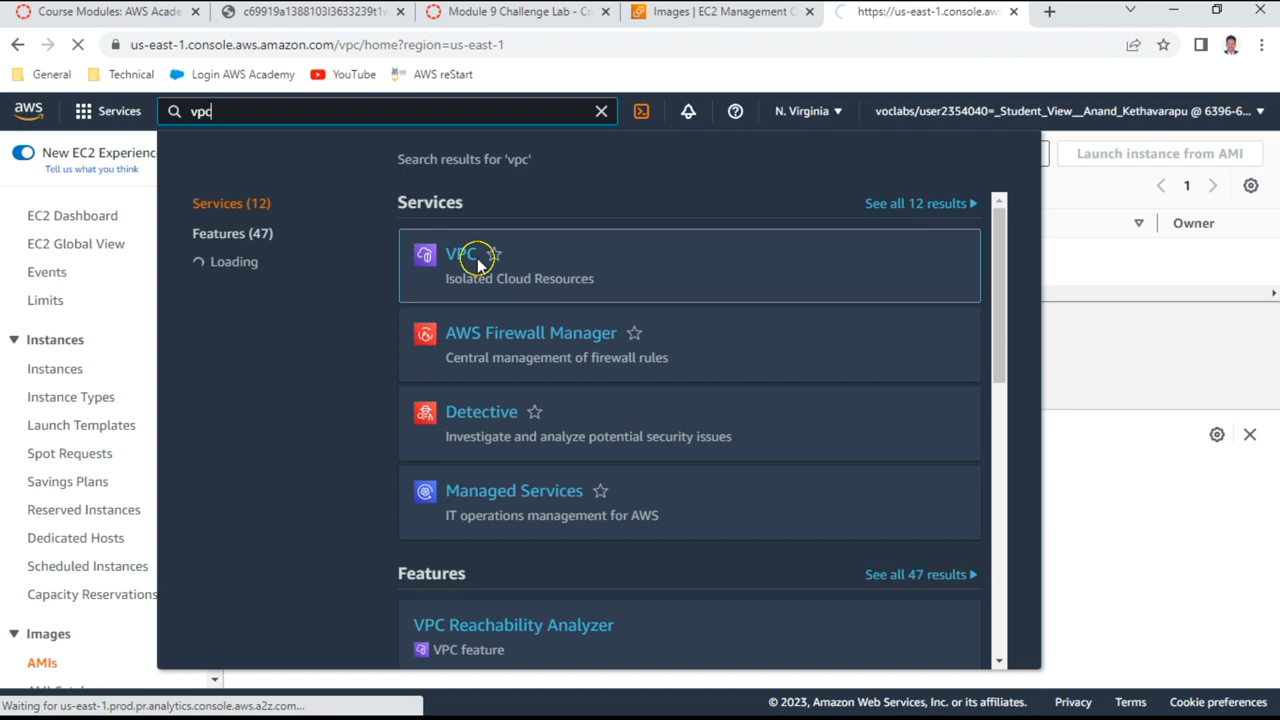 Course Modules: AWS Acade
c69919a1388103l3633239t1w
Module 9 Challenge Lab - Cr
Images | EC2 Management C
https://us-east-1.console.aws
us-east-1.console.aws.amazon.com/vpc/home?region=us-east-1
General
Technical
Login AWS Academy
YouTube
AWS reStart
aws
Services
vpc
N. Virginia
voclabs/user2354040=_Student_View__Anand_Kethavarapu @ 6396-6...
New EC2 Experienc
Tell us what you think
EC2 Dashboard
EC2 Global View
Events
Limits
Instances
Instances
Instance Types
Launch Templates
Spot Requests
Savings Plans
Reserved Instances
Dedicated Hosts
Scheduled Instances
Capacity Reservations
Images
AMIs
Search results for 'vpc'
Services (12)
Features (47)
Loading
Services
See all 12 results
VPC
Isolated Cloud Resources
AWS Firewall Manager
Central management of firewall rules
Detective
Investigate and analyze potential security issues
Managed Services
IT operations management for AWS
Features
See all 47 results
VPC Reachability Analyzer
VPC feature
Launch instance from AMI
1
Owner
Waiting for us-east-1.prod.pr.analytics.console.aws.a2z.com...
© 2023, Amazon Web Services, Inc. or its affiliates.
Privacy
Terms
Cookie preferences